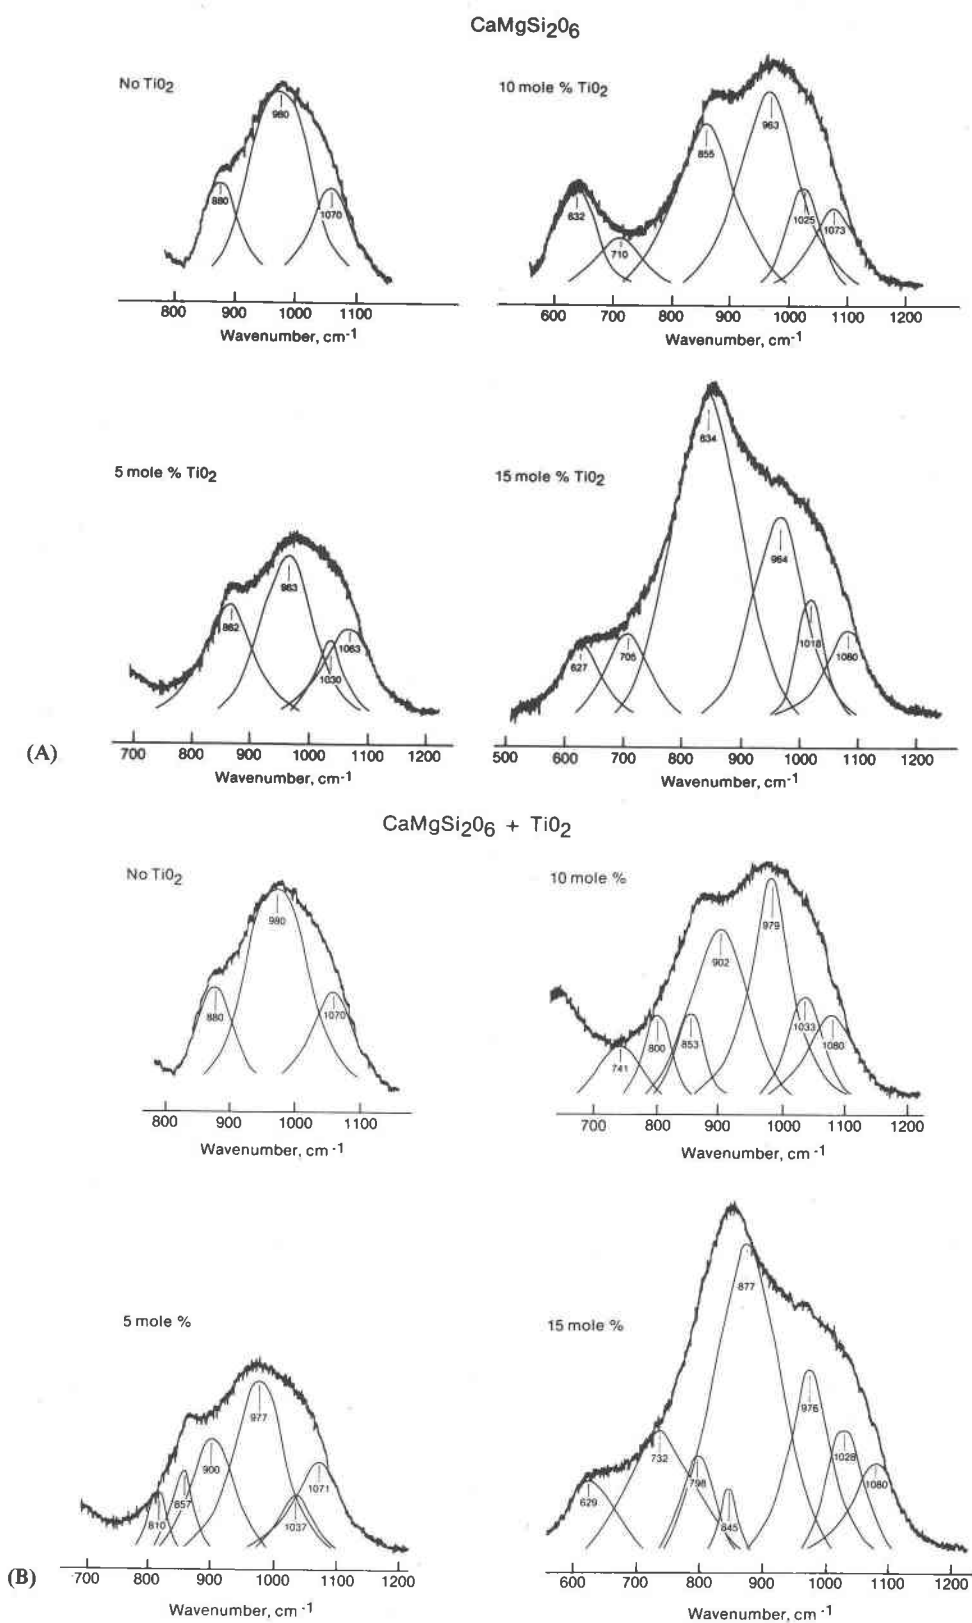 CaMgSi2O6
No TiO2
980
880
1070
800 900 1000 1100
Wavenumber, cm-1
10 mole % TiO2
963
855
632
710
1025
1073
600 700 800 900 1000 1100 1200
Wavenumber, cm-1
5 mole % TiO2
963
862
1063
1030
700 800 900 1000 1100 1200
Wavenumber, cm-1
15 mole % TiO2
834
964
627
705
1018
1080
500 600 700 800 900 1000 1100 1200
Wavenumber, cm-1
(A)
CaMgSi2O6 + TiO2
No TiO2
980
880
1070
800 900 1000 1100
Wavenumber, cm-1
10 mole %
979
902
741
800
853
1033
1080
700 800 900 1000 1100 1200
Wavenumber, cm-1
5 mole %
977
900
857
810
1071
1037
700 800 900 1000 1100 1200
Wavenumber, cm-1
15 mole %
877
976
732
798
629
845
1028
1080
600 700 800 900 1000 1100 1200
Wavenumber, cm-1
(B)